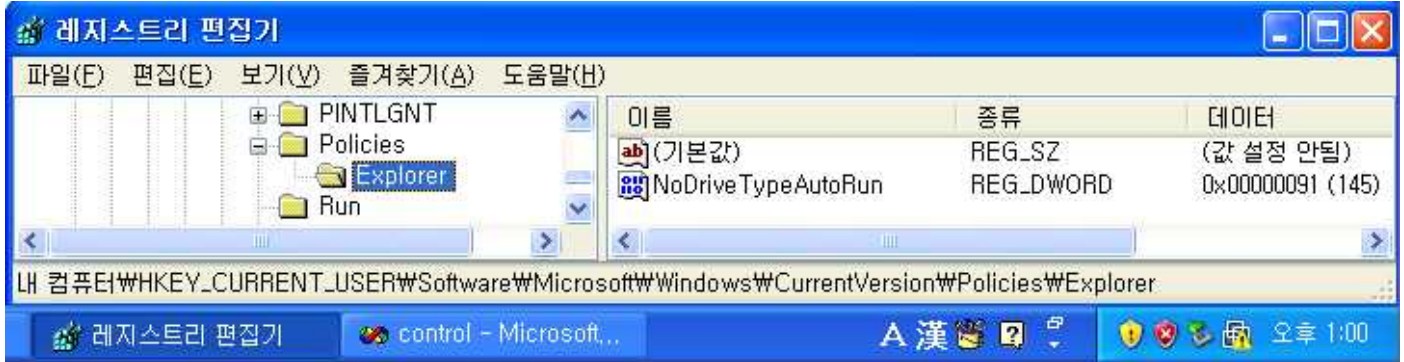 레지스트리 편집기
파일(F) 편집(E) 보기(V) 즐겨찾기(A) 도움말(H)
PINTLGNT
Policies
Explorer
Run
이름 종류 데이터
(기본값) REG_SZ (값 설정 안됨)
NoDriveTypeAutoRun REG_DWORD 0x00000091 (145)
내 컴퓨터₩HKEY_CURRENT_USER₩Software₩Microsoft₩Windows₩CurrentVersion₩Policies₩Explorer
레지스트리 편집기 control - Microsoft... A 漢 오후 1:00